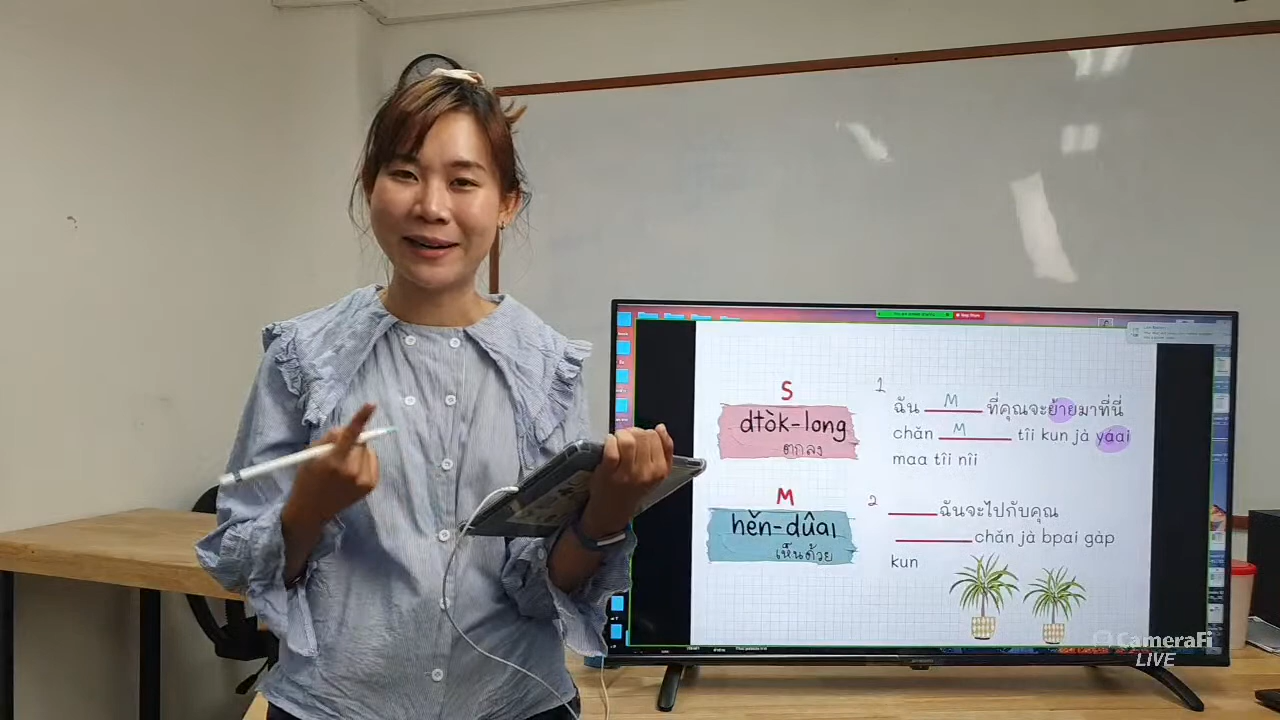 S
dtòk-long
ตกลง
M
hěn-dûai
เห็นด้วย
1
ฉัน M ที่คุณจะย้ายมาที่นี่
chăn M tîi kun jà yáai
maa tîi nîi
2
ฉันจะไปกับคุณ
chăn jà bpai gàp
kun
CameraFi
LIVE